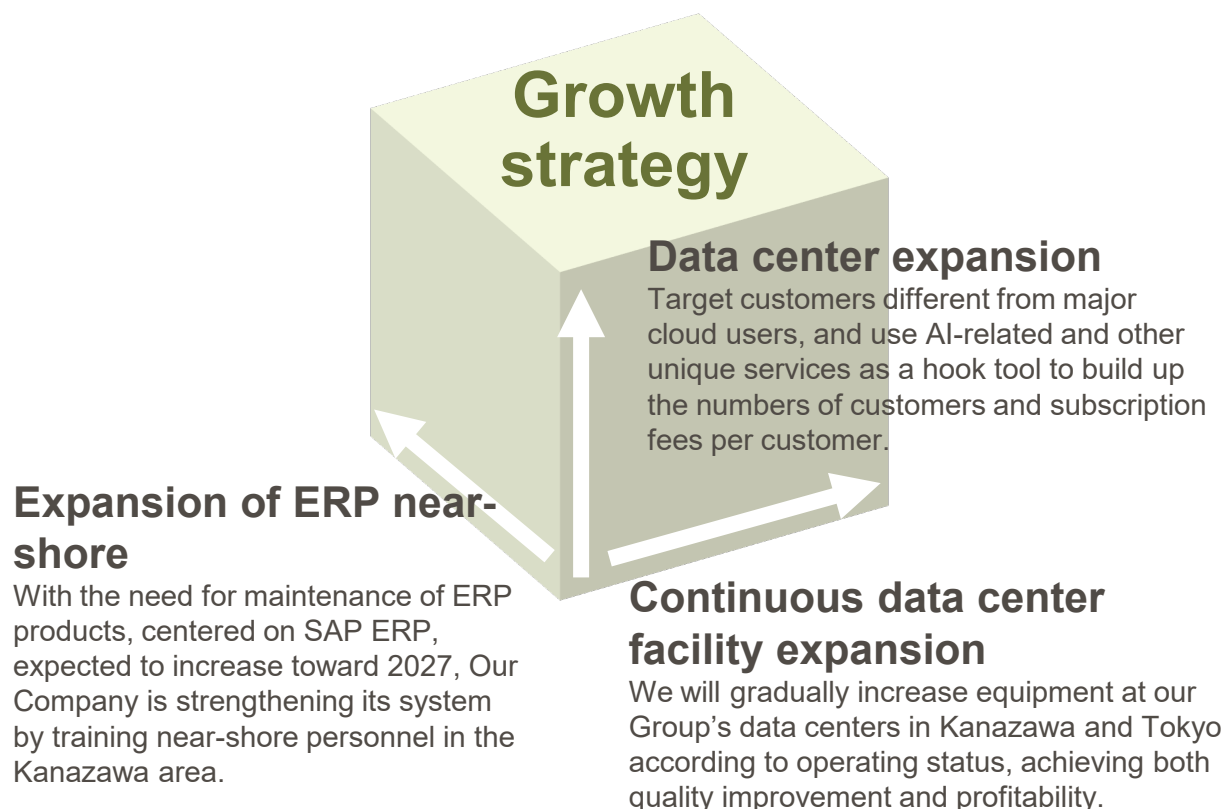 Growth
strategy
Data center expansion
Target customers different from major
cloud users, and use AI-related and other
unique services as a hook tool to build up
the numbers of customers and subscription
fees per customer.
Expansion of ERP near-
shore
With the need for maintenance of ERP
products, centered on SAP ERP,
expected to increase toward 2027, Our
Company is strengthening its system
by training near-shore personnel in the
Kanazawa area.
Continuous data center
facility expansion
We will gradually increase equipment at our
Group’s data centers in Kanazawa and Tokyo
according to operating status, achieving both
quality improvement and profitability.